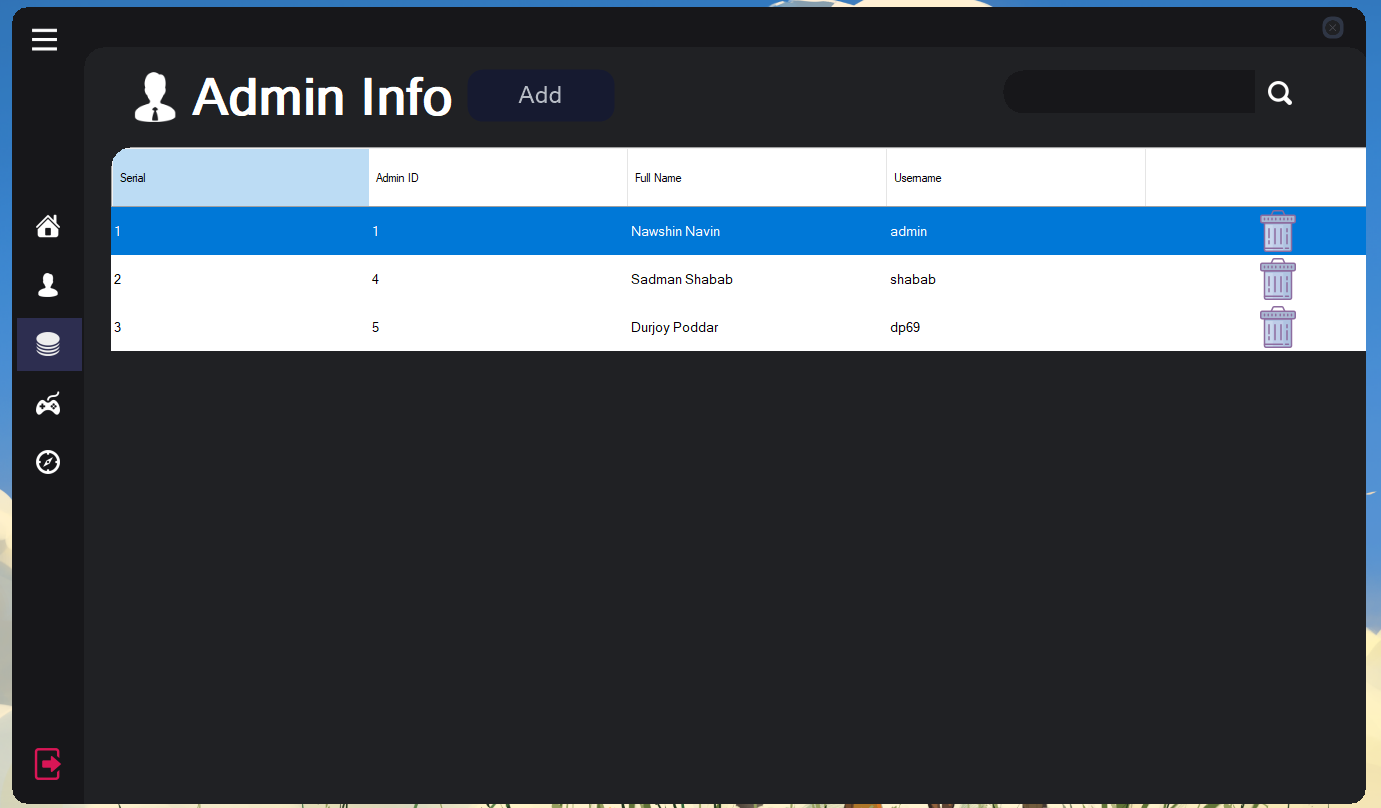 Admin Info Add
Serial Admin ID Full Name Username
1 1 Nawshin Navin admin
2 4 Sadman Shabab shabab
3 5 Durjoy Poddar dp69